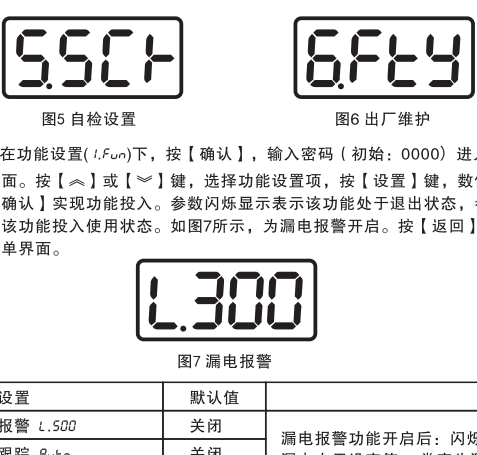 5.SCt 6.Fty
图5 自检设置 图6 出厂维护
在功能设置( 1.Fun)下，按【确认】，输入密码（初始：0000）进
面。按【︽】或【︾】键，选择功能设置项，按【设置】键，数
确认】实现功能投入。参数闪烁显示表示该功能处于退出状态，
该功能投入使用状态。如图7所示，为漏电报警开启。按【返回】
单界面。
L.300
图7 漏电报警
设置 默认值
报警 L.500 关闭
漏电报警功能开启后：闪烁
跟踪 关闭